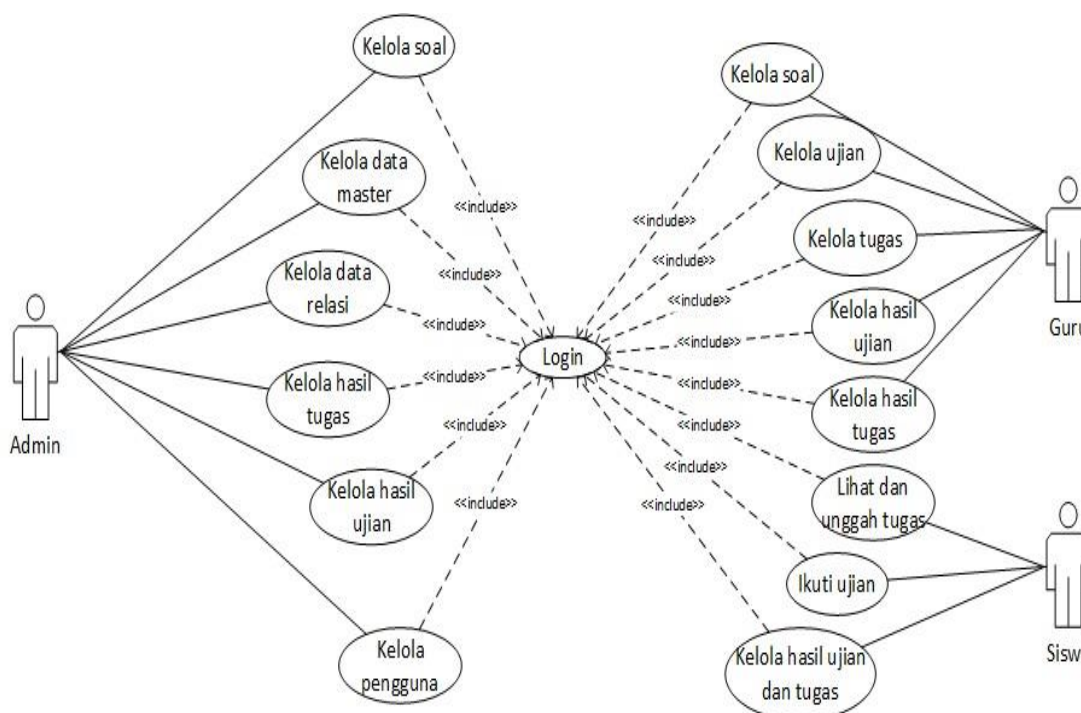 Kelola soal
Kelola data
master
Kelola data
relasi
Kelola hasil
tugas
Kelola hasil
ujian
Kelola
pengguna
Admin
<<include>>
<<include>>
<<include>>
<<include>>
<<include>>
<<include>>
Login
<<include>>
<<include>>
<<include>>
<<include>>
<<include>>
<<include>>
<<include>>
<<include>>
Kelola soal
Kelola ujian
Kelola tugas
Kelola hasil
ujian
Kelola hasil
tugas
Lihat dan
unggah tugas
Ikuti ujian
Kelola hasil ujian
dan tugas
Guru
Sisw